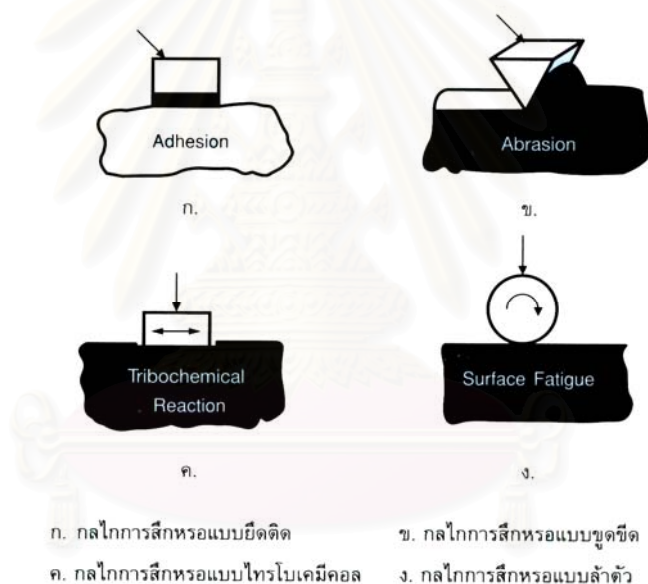 Adhesion
Abrasion
ก.
ข.
Tribochemical
Reaction
Surface Fatigue
ค.
ง.
ก. กลไกการสึกหรอแบบยึดติด
ข. กลไกการสึกหรอแบบขูดขีด
ค. กลไกการสึกหรอแบบไทรโบเคมีคอล
ง. กลไกการสึกหรอแบบล้าตัว